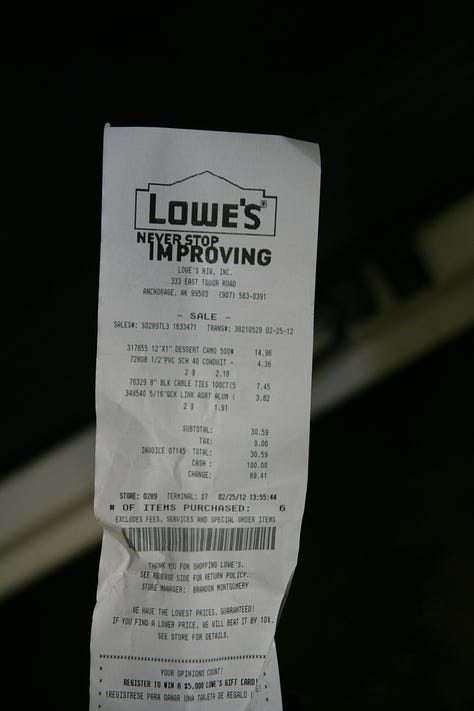 LOWE'S
NEVER STOP
IMPROVING
LOWE'S HIW, INC.
333 EAST TUDOR ROAD
ANCHORAGE, AK 99503 (907) 563-0391
- SALE -
SALES#: S0289TL3 1633471 TRANS#: 38210529 02-25-12
317655 12'X1" DESSERT CAMO 500# 14.96
72808 1/2"PVC SCH 40 CONDUIT - 4.36
2 @ 2.18
76329 8" BLK CABLE TIES 100CT(5 7.45
348540 5/16"QCK LINK ASRT ALUM ( 3.82
2 @ 1.91
SUBTOTAL: 30.59
TAX: 0.00
INVOICE 07145 TOTAL: 30.59
CASH : 100.00
CHANGE: 69.41
STORE: 0289 TERMINAL: 07 02/25/12 13:55:44
# OF ITEMS PURCHASED: 6
EXCLUDES FEES, SERVICES AND SPECIAL ORDER ITEMS
THANK YOU FOR SHOPPING LOWE'S.
SEE REVERSE SIDE FOR RETURN POLICY.
STORE MANAGER: BRANDON MONTGOMERY
WE HAVE THE LOWEST PRICES, GUARANTEED!
IF YOU FIND A LOWER PRICE, WE WILL BEAT IT BY 10%.
SEE STORE FOR DETAILS.
YOUR OPINIONS COUNT!
REGISTER TO WIN A $5,000 LOWE'S GIFT CARD!
¡REGISTRESE PARA GANAR UNA TARJETA DE REGALO